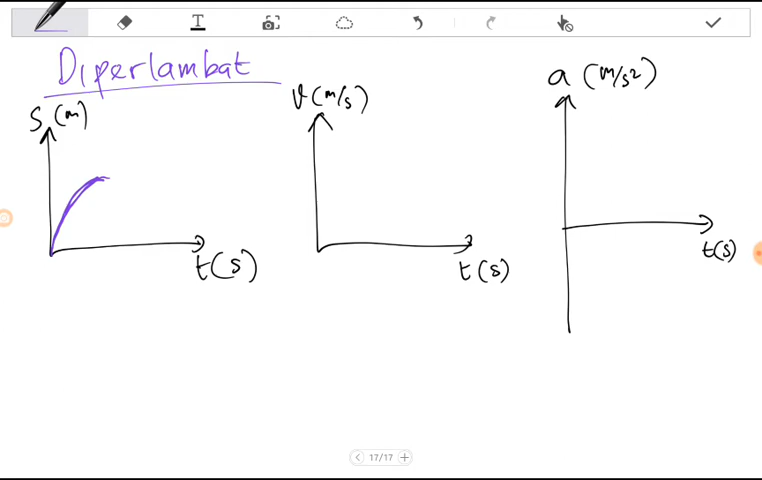 Diperlambat
S (m)
t(s)
V (m/s)
t(s)
a (m/s²)
t(s)
17/17